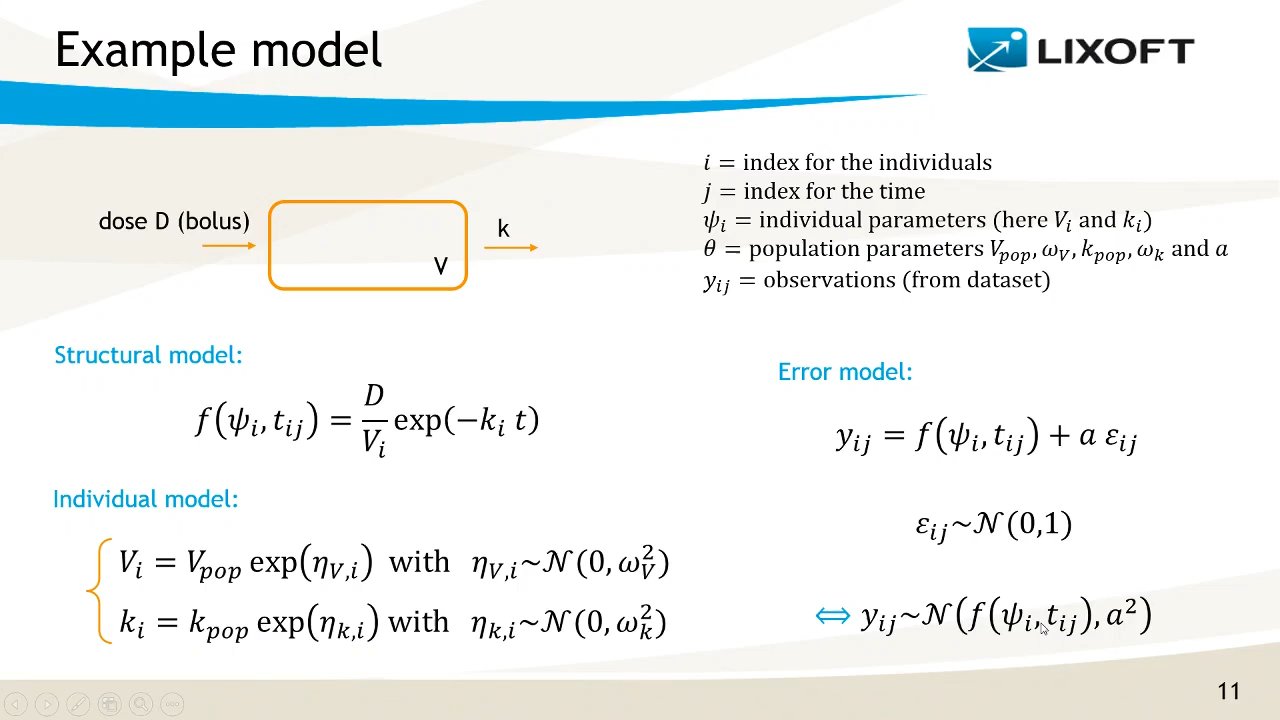 Example model
LIXOFT
i = index for the individuals
j = index for the time
ψ_i = individual parameters (here V_i and k_i)
θ = population parameters V_pop, ω_V, k_pop, ω_k and a
y_ij = observations (from dataset)
dose D (bolus)
k
V
Structural model:
f(ψ_i, t_ij) = D/V_i exp(−k_i t)
Individual model:
V_i = V_pop exp(η_V,i) with η_V,i~𝒩(0, ω_V^2)
k_i = k_pop exp(η_k,i) with η_k,i~𝒩(0, ω_k^2)
Error model:
y_ij = f(ψ_i, t_ij) + a ε_ij
ε_ij~𝒩(0,1)
⇔ y_ij~𝒩(f(ψ_i, t_ij), a^2)
11